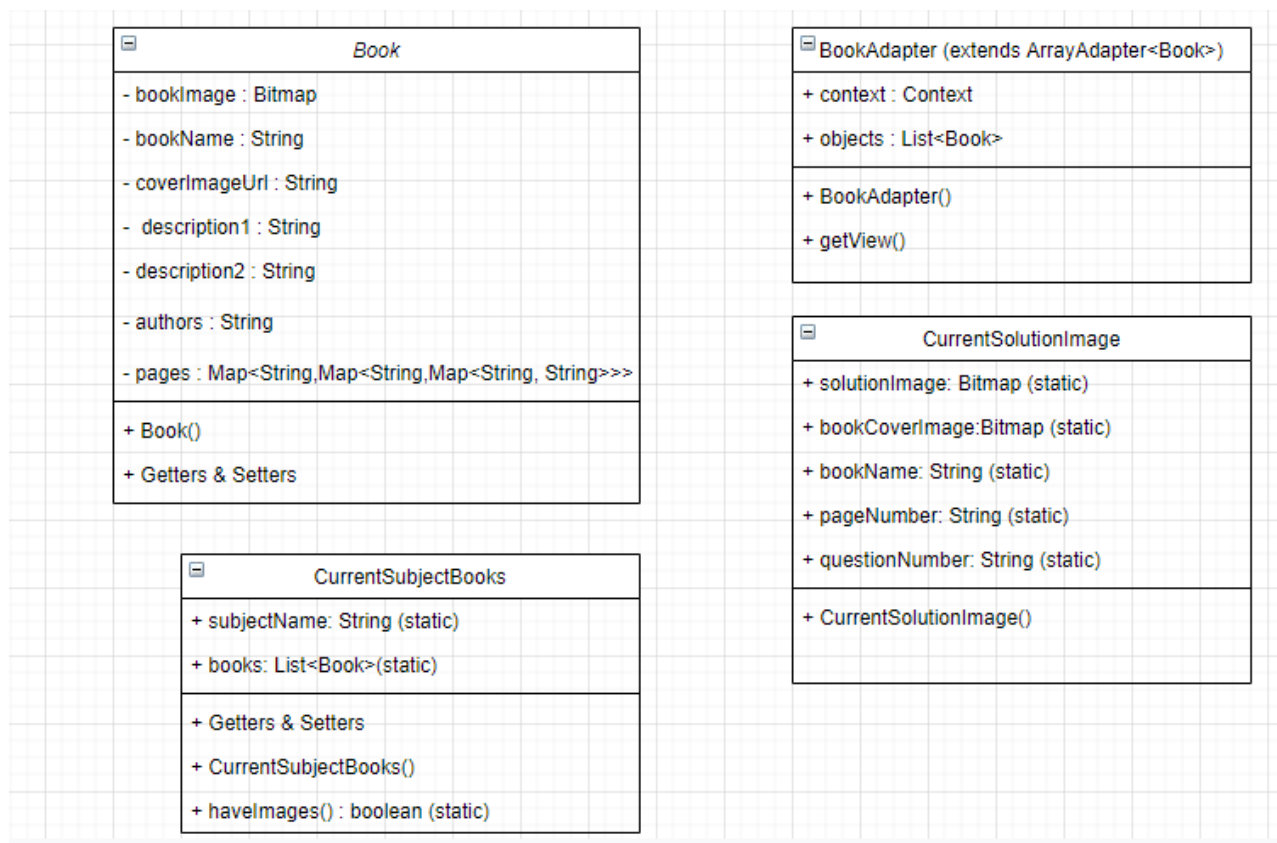 Book
- bookImage : Bitmap
- bookName : String
- coverImageUrl : String
- description1 : String
- description2 : String
- authors : String
- pages : Map<String,Map<String,Map<String, String>>>
+ Book()
+ Getters & Setters
CurrentSubjectBooks
+ subjectName: String (static)
+ books: List<Book>(static)
+ Getters & Setters
+ CurrentSubjectBooks()
+ haveImages() : boolean (static)
BookAdapter (extends ArrayAdapter<Book>)
+ context : Context
+ objects : List<Book>
+ BookAdapter()
+ getView()
CurrentSolutionImage
+ solutionImage: Bitmap (static)
+ bookCoverImage:Bitmap (static)
+ bookName: String (static)
+ pageNumber: String (static)
+ questionNumber: String (static)
+ CurrentSolutionImage()